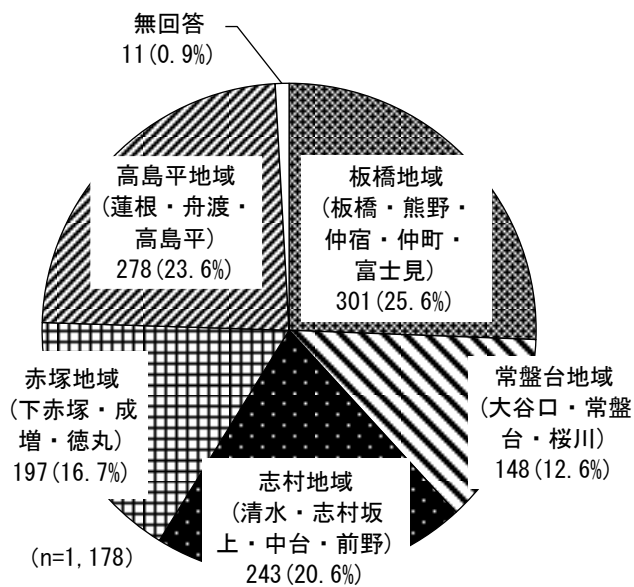 無回答
11(0.9%)
板橋地域
(板橋・熊野・
仲宿・仲町・
富士見)
301(25.6%)
常盤台地域
(大谷口・常盤
台・桜川)
148(12.6%)
志村地域
(清水・志村坂
上・中台・前野)
243(20.6%)
赤塚地域
(下赤塚・成
増・徳丸)
197(16.7%)
高島平地域
(蓮根・舟渡・
高島平)
278(23.6%)
(n=1,178)